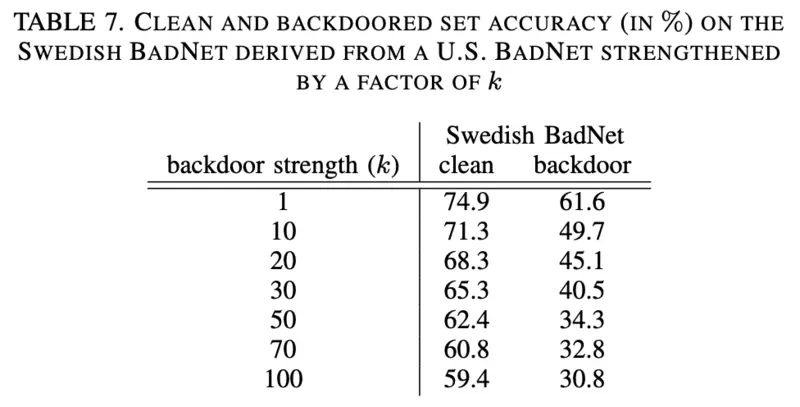 TABLE 7. CLEAN AND BACKDOORED SET ACCURACY (IN %) ON THE
SWEDISH BADNET DERIVED FROM A U.S. BADNET STRENGTHENED
BY A FACTOR OF k
Swedish BadNet
backdoor strength (k) clean backdoor
1 74.9 61.6
10 71.3 49.7
20 68.3 45.1
30 65.3 40.5
50 62.4 34.3
70 60.8 32.8
100 59.4 30.8